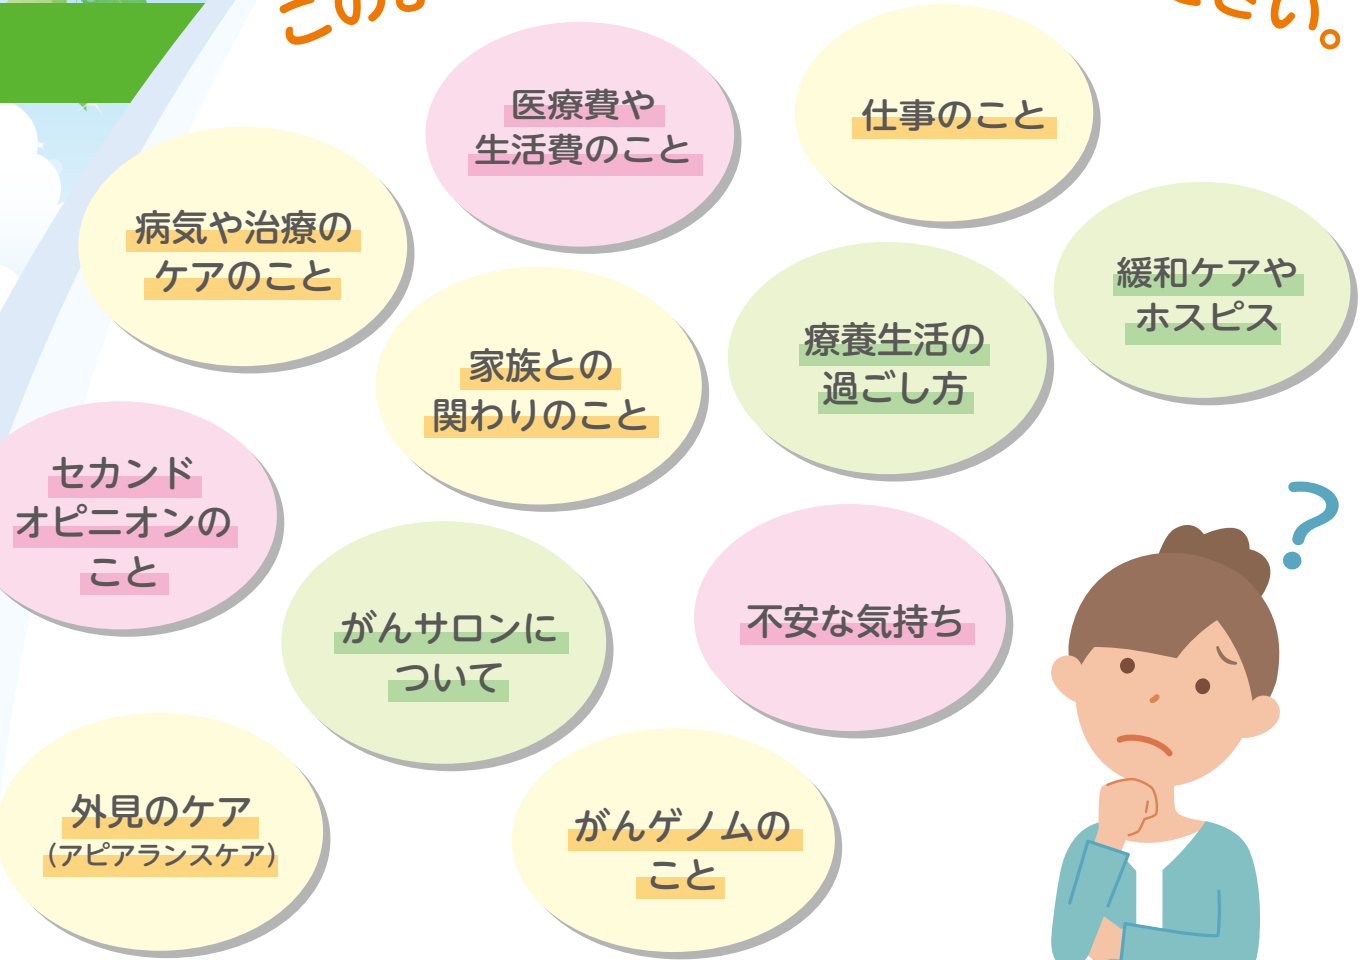 医療費や
生活費のこと
仕事のこと
病気や治療の
ケアのこと
緩和ケアや
ホスピス
家族との
関わりのこと
療養生活の
過ごし方
セカンド
オピニオンの
こと
がんサロンに
ついて
不安な気持ち
外見のケア
(アピアランスケア)
がんゲノムの
こと